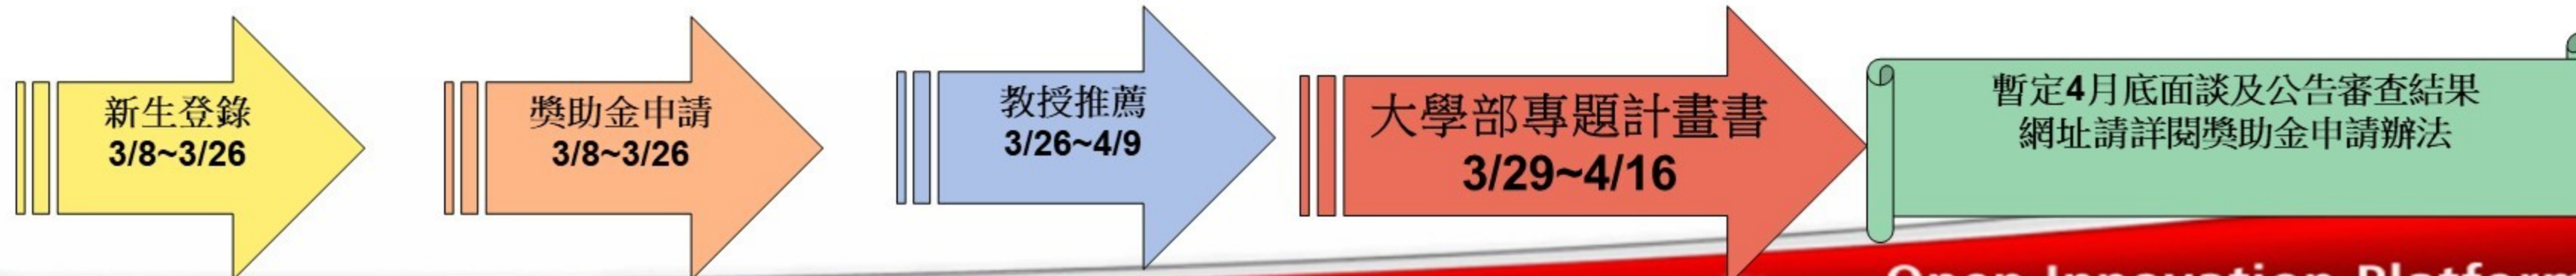 新生登錄
3/8~3/26
獎助金申請
3/8~3/26
教授推薦
3/26~4/9
大學部專題計畫書
3/29~4/16
暫定4月底面談及公告審查結果
網址請詳閱獎助金申請辦法
Open Innovation Platform